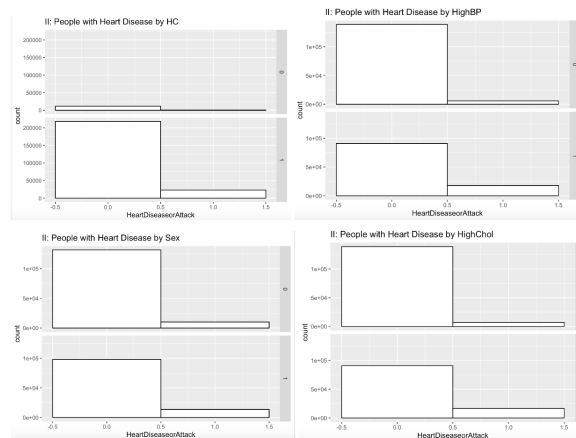 II: People with Heart Disease by HC
200000
150000
100000
50000
0
0
count
200000
150000
100000
50000
0
1
-0.5 0.0 0.5 1.0 1.5
HeartDiseaseorAttack
II: People with Heart Disease by HighBP
1e+05
5e+04
0e+00
0
count
1e+05
5e+04
0e+00
1
-0.5 0.0 0.5 1.0 1.5
HeartDiseaseorAttack
II: People with Heart Disease by Sex
1e+05
5e+04
0e+00
0
count
1e+05
5e+04
0e+00
1
-0.5 0.0 0.5 1.0 1.5
HeartDiseaseorAttack
II: People with Heart Disease by HighChol
1e+05
5e+04
0e+00
count
1e+05
5e+04
0e+00
-0.5 0.0 0.5 1.0 1.5
HeartDiseaseorAttack